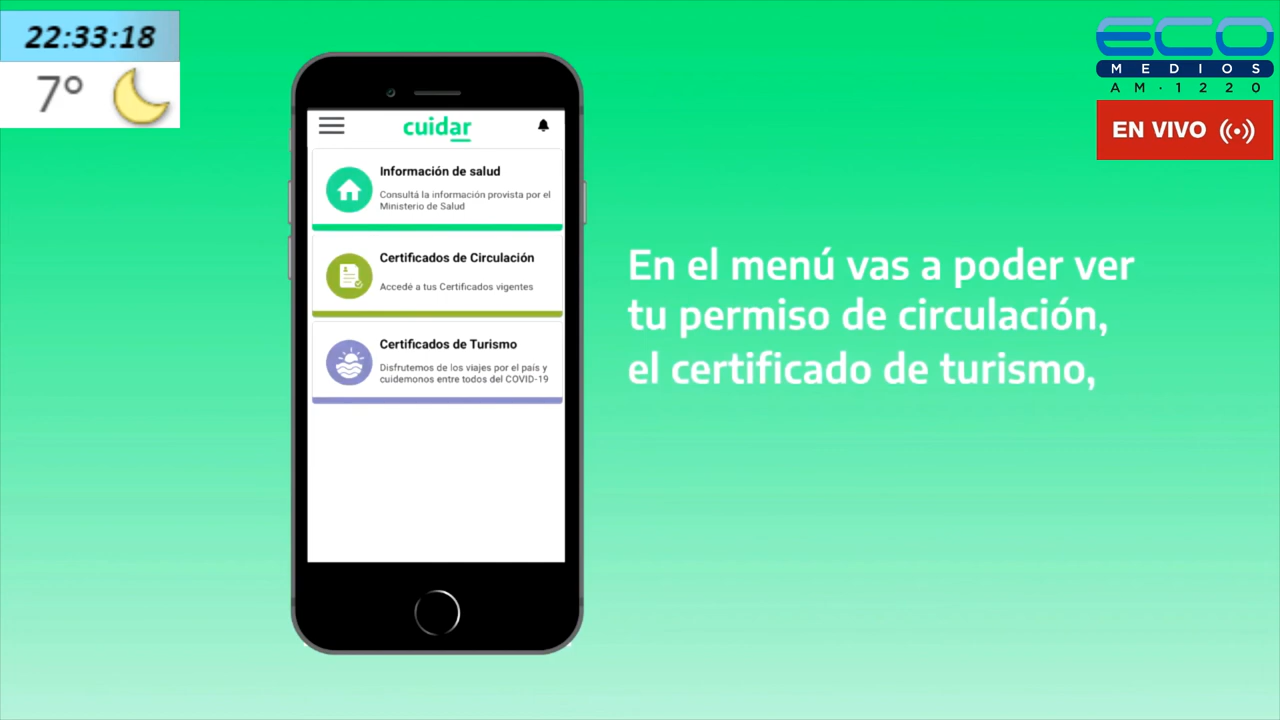 22:33:18
7°
ECO
MEDIOS
AM·1220
EN VIVO
cuidar
Información de salud
Consultá la información provista por el
Ministerio de Salud
Certificados de Circulación
Accedé a tus Certificados vigentes
Certificados de Turismo
Disfrutemos de los viajes por el país y
cuidemonos entre todos del COVID-19
En el menú vas a poder ver
tu permiso de circulación,
el certificado de turismo,